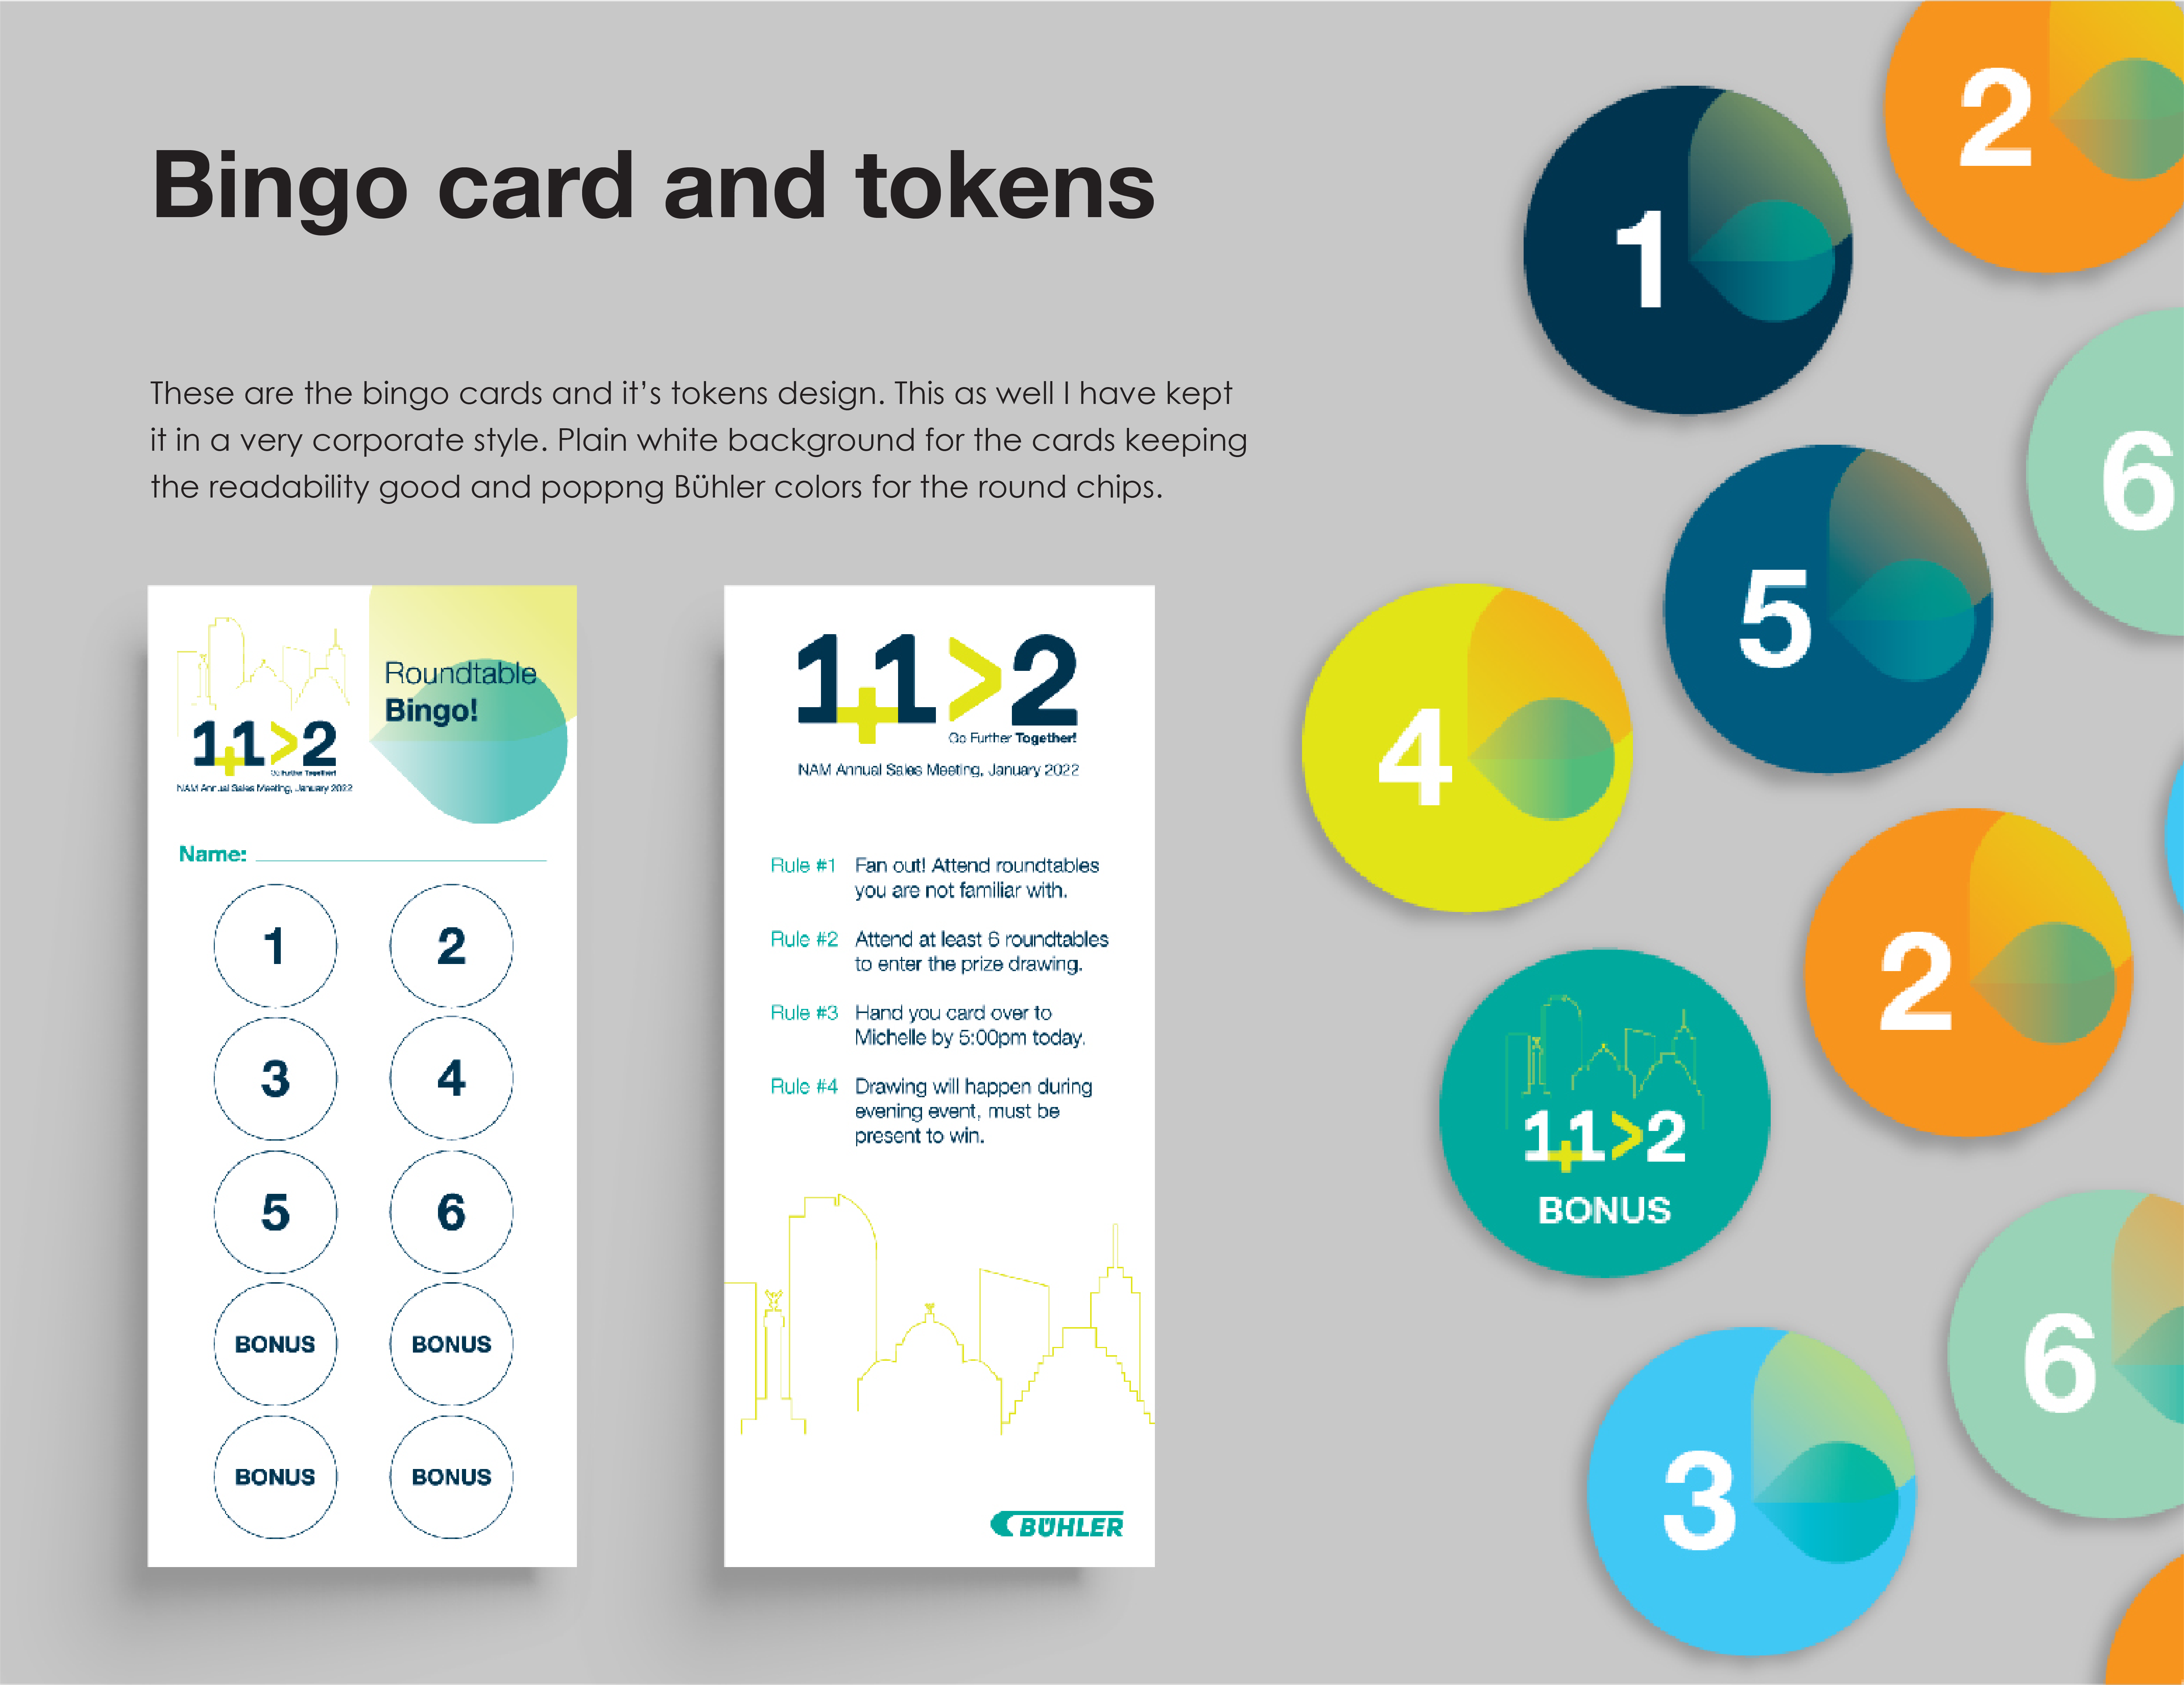 Bingo card and tokens
These are the bingo cards and it's tokens design. This as well I have kept
it in a very corporate style. Plain white background for the cards keeping
the readability good and poppng Bühler colors for the round chips.
1+1>2
Go Further Together!
NAM Annual Sales Meeting, January 2022
Roundtable
Bingo!
Name:
1 2
3 4
5 6
BONUS BONUS
BONUS BONUS
1+1>2
Go Further Together!
NAM Annual Sales Meeting, January 2022
Rule #1 Fan out! Attend roundtables
you are not familiar with.
Rule #2 Attend at least 6 roundtables
to enter the prize drawing.
Rule #3 Hand you card over to
Michelle by 5:00pm today.
Rule #4 Drawing will happen during
evening event, must be
present to win.
BÜHLER
2
1
6
5
4
2
1+1>2
BONUS
6
3